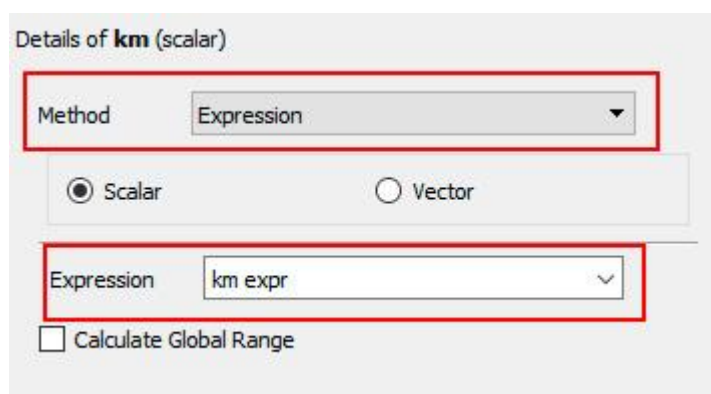 Details of km (scalar)
Method Expression
Scalar Vector
Expression km expr
Calculate Global Range